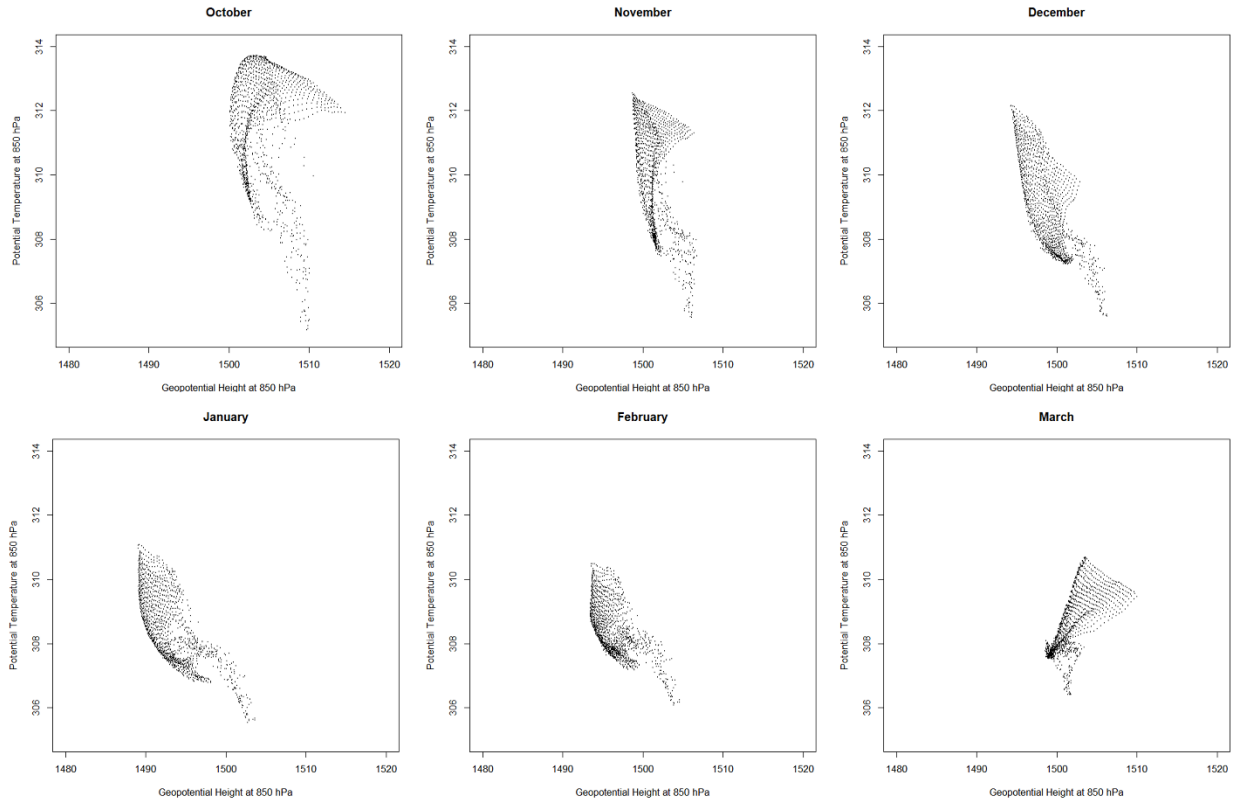 October
November
December
Potential Temperature at 850 hPa
314
312
310
308
306
1480 1490 1500 1510 1520
Geopotential Height at 850 hPa
Potential Temperature at 850 hPa
314
312
310
308
306
1480 1490 1500 1510 1520
Geopotential Height at 850 hPa
Potential Temperature at 850 hPa
314
312
310
308
306
1480 1490 1500 1510 1520
Geopotential Height at 850 hPa
January
February
March
Potential Temperature at 850 hPa
314
312
310
308
306
1480 1490 1500 1510 1520
Geopotential Height at 850 hPa
Potential Temperature at 850 hPa
314
312
310
308
306
1480 1490 1500 1510 1520
Geopotential Height at 850 hPa
Potential Temperature at 850 hPa
314
312
310
308
306
1480 1490 1500 1510 1520
Geopotential Height at 850 hPa